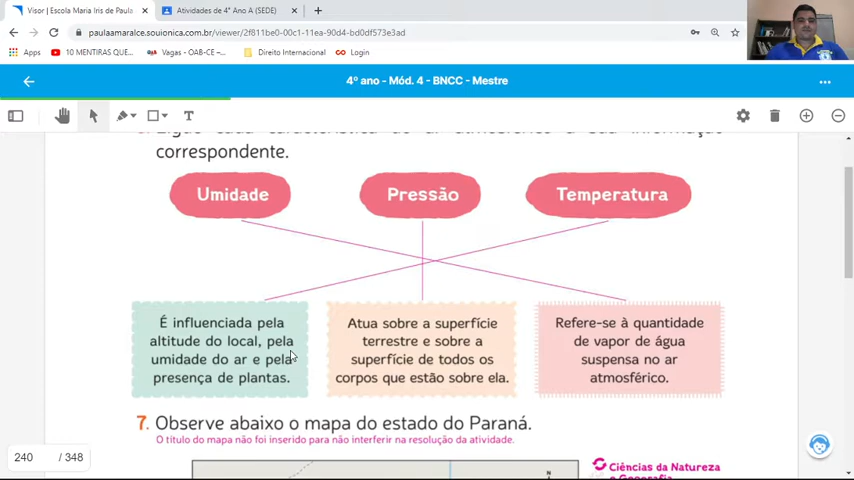 Visor | Escola Maria Iris de Paula
Atividades de 4° Ano A (SEDE)
paulaamaralce.souionica.com.br/viewer/2f811be0-00c1-11ea-90d4-bd0df573e3ad
Apps
10 MENTIRAS QUE...
Vagas - OAB-CE –...
Direito Internacional
Login
4º ano - Mód. 4 - BNCC - Mestre
correspondente.
Umidade
Pressão
Temperatura
É influenciada pela
altitude do local, pela
umidade do ar e pela
presença de plantas.
Atua sobre a superfície
terrestre e sobre a
superfície de todos os
corpos que estão sobre ela.
Refere-se à quantidade
de vapor de água
suspensa no ar
atmosférico.
7. Observe abaixo o mapa do estado do Paraná.
O título do mapa não foi inserido para não interferir na resolução da atividade.
N
Ciências da Natureza
240 / 348